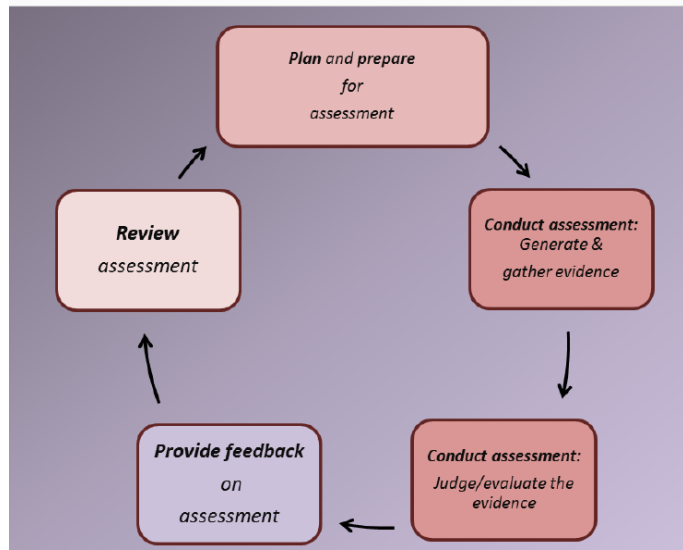 Plan and prepare
for
assessment
Conduct assessment:
Generate &
gather evidence
Conduct assessment:
Judge/evaluate the
evidence
Provide feedback
on
assessment
Review
assessment